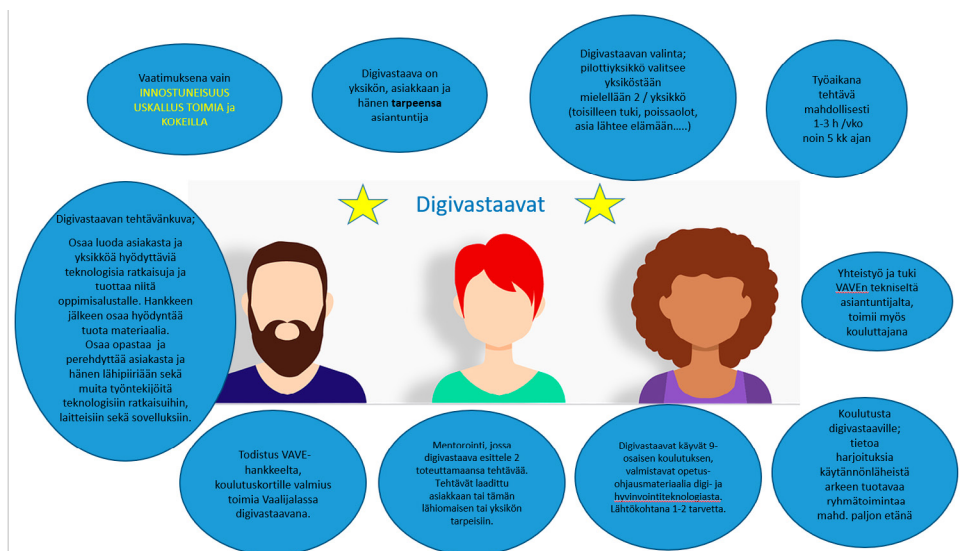 Vaatimuksena vain
INNOSTUNEISUUS
USKALLUS TOIMIA ja
KOKEILLA
Digivastaava on
yksikön, asiakkaan ja
hänen tarpeensa
asiantuntija
Digivastaavan valinta;
pilottiyksikkö valitsee
yksiköstään
mielellään 2 / yksikkö
(toisilleen tuki, poissaolot,
asia lähtee elämään…..)
Työaikana
tehtävä
mahdollisesti
1-3 h /vko
noin 5 kk ajan
Digivastaavat
Digivastaavan tehtävänkuva;
Osaa luoda asiakasta ja
yksikköä hyödyttäviä
teknologisia ratkaisuja ja
tuottaa niitä
oppimisalustalle. Hankkeen
jälkeen osaa hyödyntää
tuota materiaalia.
Osaa opastaa ja
perehdyttää asiakasta ja
hänen lähipiiriään sekä
muita työntekijöitä
teknologisiin ratkaisuihin,
laitteisiin sekä sovelluksiin.
Yhteistyö ja tuki
VAVEn tekniseltä
asiantuntijalta,
toimii myös
kouluttajana
Todistus VAVE-
hankkeelta,
koulutuskortille valmius
toimia Vaalijalassa
digivastaavana.
Mentorointi, jossa
digivastaava esittele 2
toteuttamaansa tehtävää.
Tehtävät laadittu
asiakkaan tai tämän
lähiomaisen tai yksikön
tarpeisiin.
Digivastaavat käyvät 9-
osaisen koulutuksen,
valmistavat opetus-
ohjausmateriaalia digi- ja
hyvinvointiteknologiasta.
Lähtökohtana 1-2 tarvetta.
Koulutusta
digivastaaville;
tietoa
harjoituksia
käytännönläheistä
arkeen tuotavaa
ryhmätoimintaa
mahd. paljon etänä